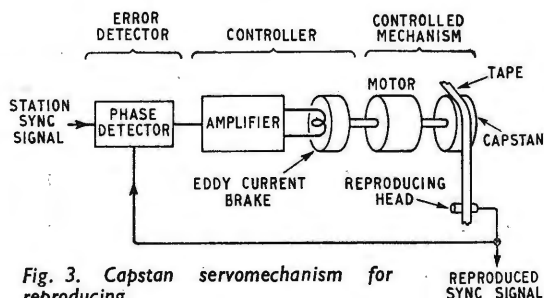 ERROR
DETECTOR
CONTROLLER
CONTROLLED
MECHANISM
MOTOR
TAPE
STATION
SYNC
SIGNAL
PHASE
DETECTOR
AMPLIFIER
CAPSTAN
EDDY CURRENT
BRAKE
REPRODUCING
HEAD
Fig. 3. Capstan servomechanism for
reproducing
REPRODUCED
SYNC SIGNAL